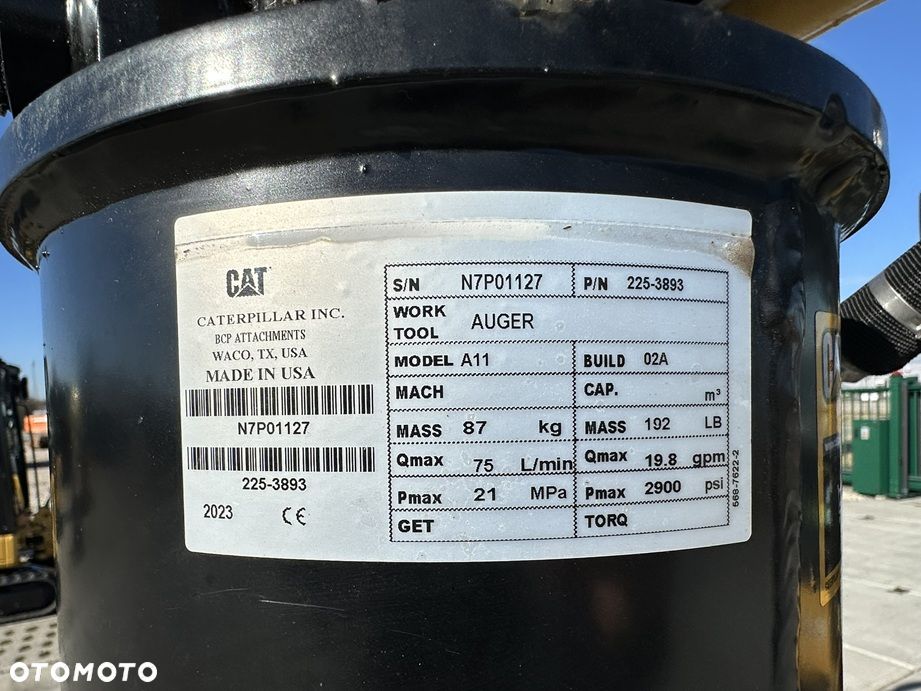 CAT
CATERPILLAR INC.
BCP ATTACHMENTS
WACO, TX, USA
MADE IN USA
N7P01127
225-3893
2023 CE
S/N N7P01127 P/N 225-3893
WORK TOOL AUGER
MODEL A11 BUILD 02A
MACH CAP. m³
MASS 87 kg MASS 192 LB
Qmax 75 L/min Qmax 19.8 gpm
Pmax 21 MPa Pmax 2900 psi
GET TORQ
568-7622-2
OTOMOTO